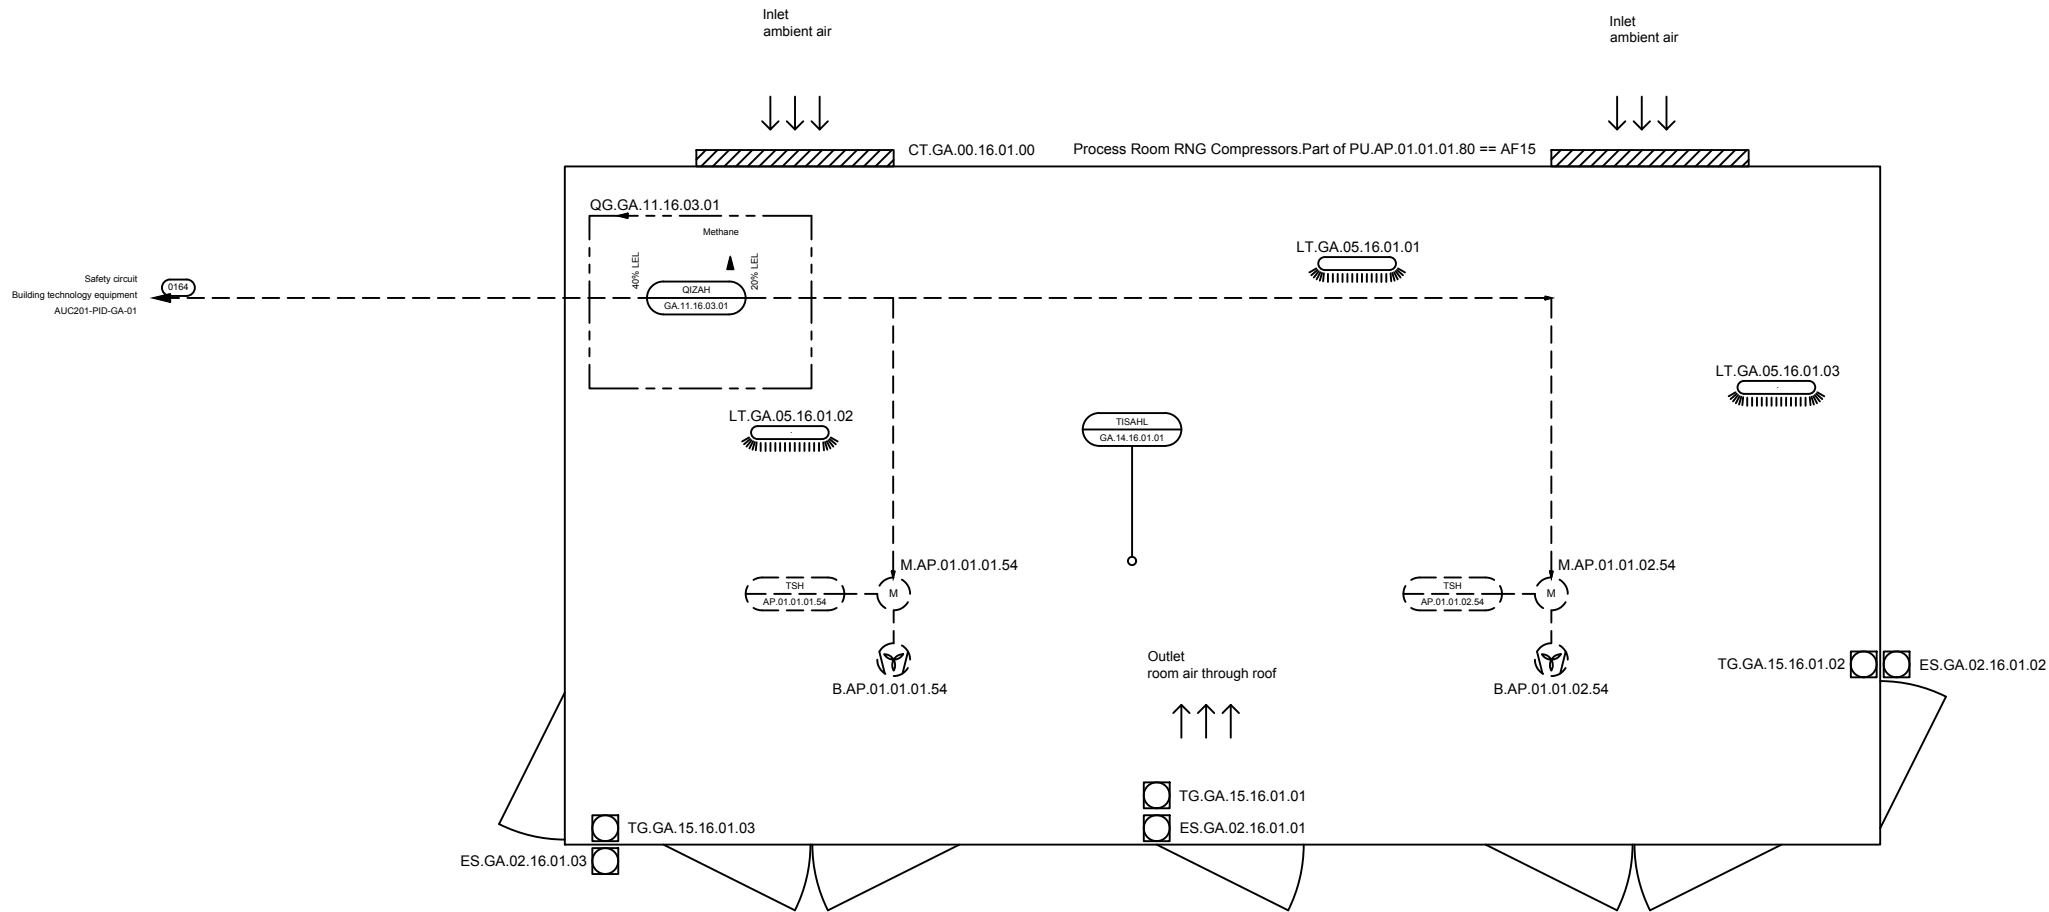 Inlet
ambient air
Inlet
ambient air
CT.GA.00.16.01.00
Process Room RNG Compressors.Part of PU.AP.01.01.01.80 == AF15
QG.GA.11.16.03.01
Methane
40% LEL
20% LEL
QIZAH
GA.11.16.03.01
Safety circuit
Building technology equipment
AUC201-PID-GA-01
0164
LT.GA.05.16.01.01
LT.GA.05.16.01.03
LT.GA.05.16.01.02
TISAHL
GA.14.16.01.01
M.AP.01.01.01.54
TSH
AP.01.01.01.54
M
B.AP.01.01.01.54
M.AP.01.01.02.54
TSH
AP.01.01.02.54
M
B.AP.01.01.02.54
Outlet
room air through roof
TG.GA.15.16.01.02
ES.GA.02.16.01.02
TG.GA.15.16.01.01
ES.GA.02.16.01.01
TG.GA.15.16.01.03
ES.GA.02.16.01.03